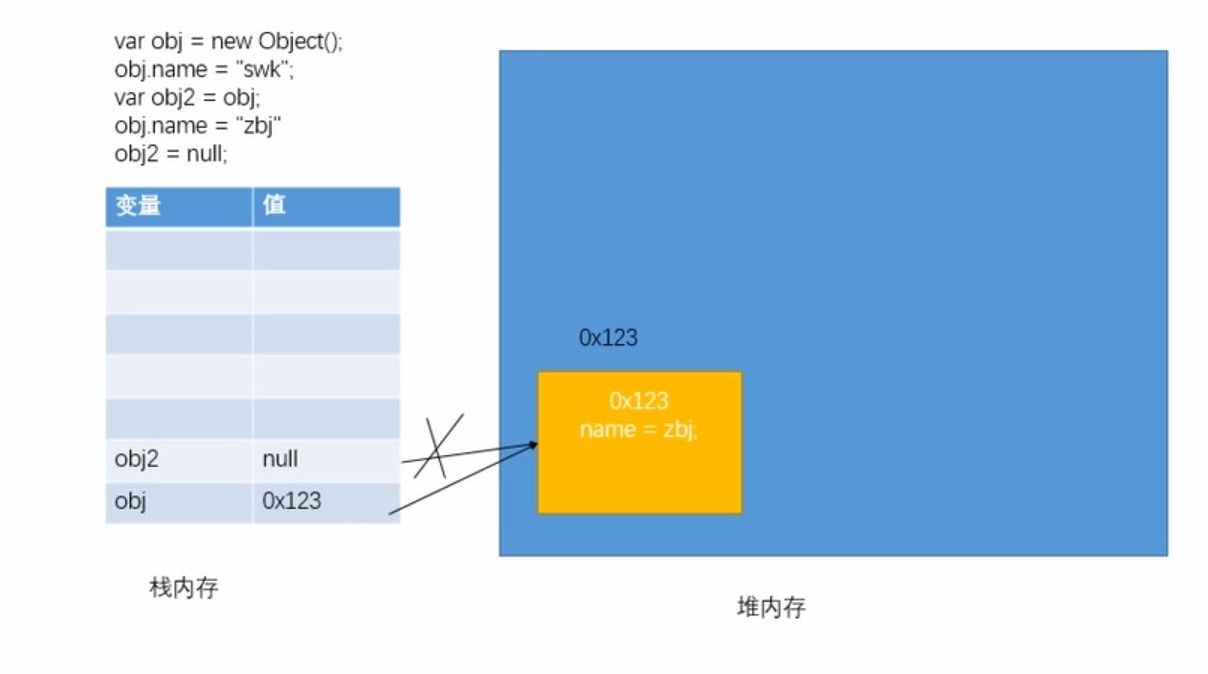 var obj = new Object();
obj.name = "swk";
var obj2 = obj;
obj.name = "zbj"
obj2 = null;
变量 值
obj2 null
obj 0x123
栈内存
0x123
0x123
name = zbj;
堆内存